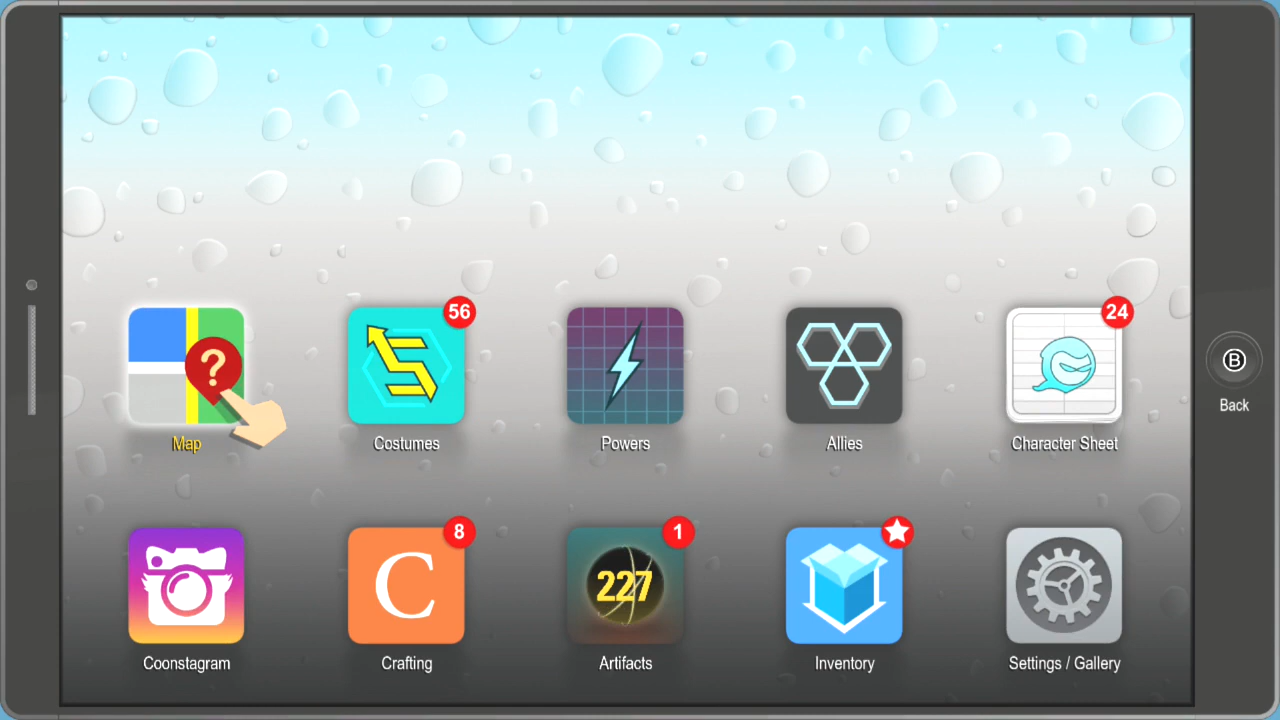 56
24
?
B
Map
Costumes
Powers
Allies
Character Sheet
Back
8
1
C
227
Coonstagram
Crafting
Artifacts
Inventory
Settings / Gallery